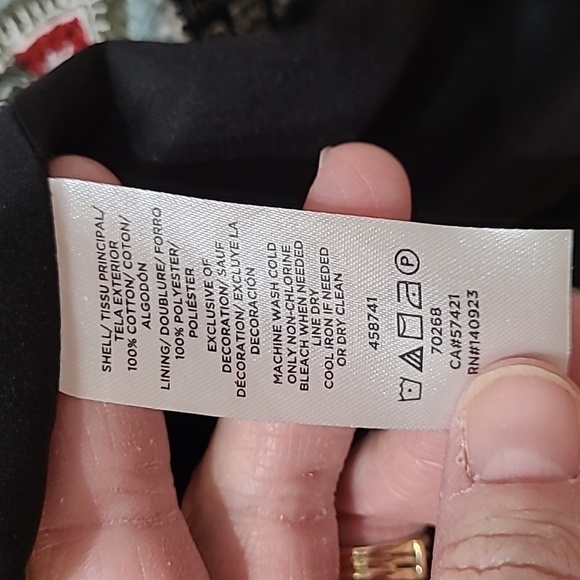 SHELL/ TISSU PRINCIPAL/
TELA EXTERIOR
100% COTTON/ COTON/
ALGODÓN
LINING/ DOUBLURE/ FORRO
100% POLYESTER/
POLIÉSTER
EXCLUSIVE OF
DECORATION/ SAUF
DÉCORATION/ EXCLUYE LA
DECORACIÓN
MACHINE WASH COLD
ONLY NON-CHLORINE
BLEACH WHEN NEEDED
LINE DRY
COOL IRON IF NEEDED
OR DRY CLEAN
458741
P
70268
CA#57421
RN#140923